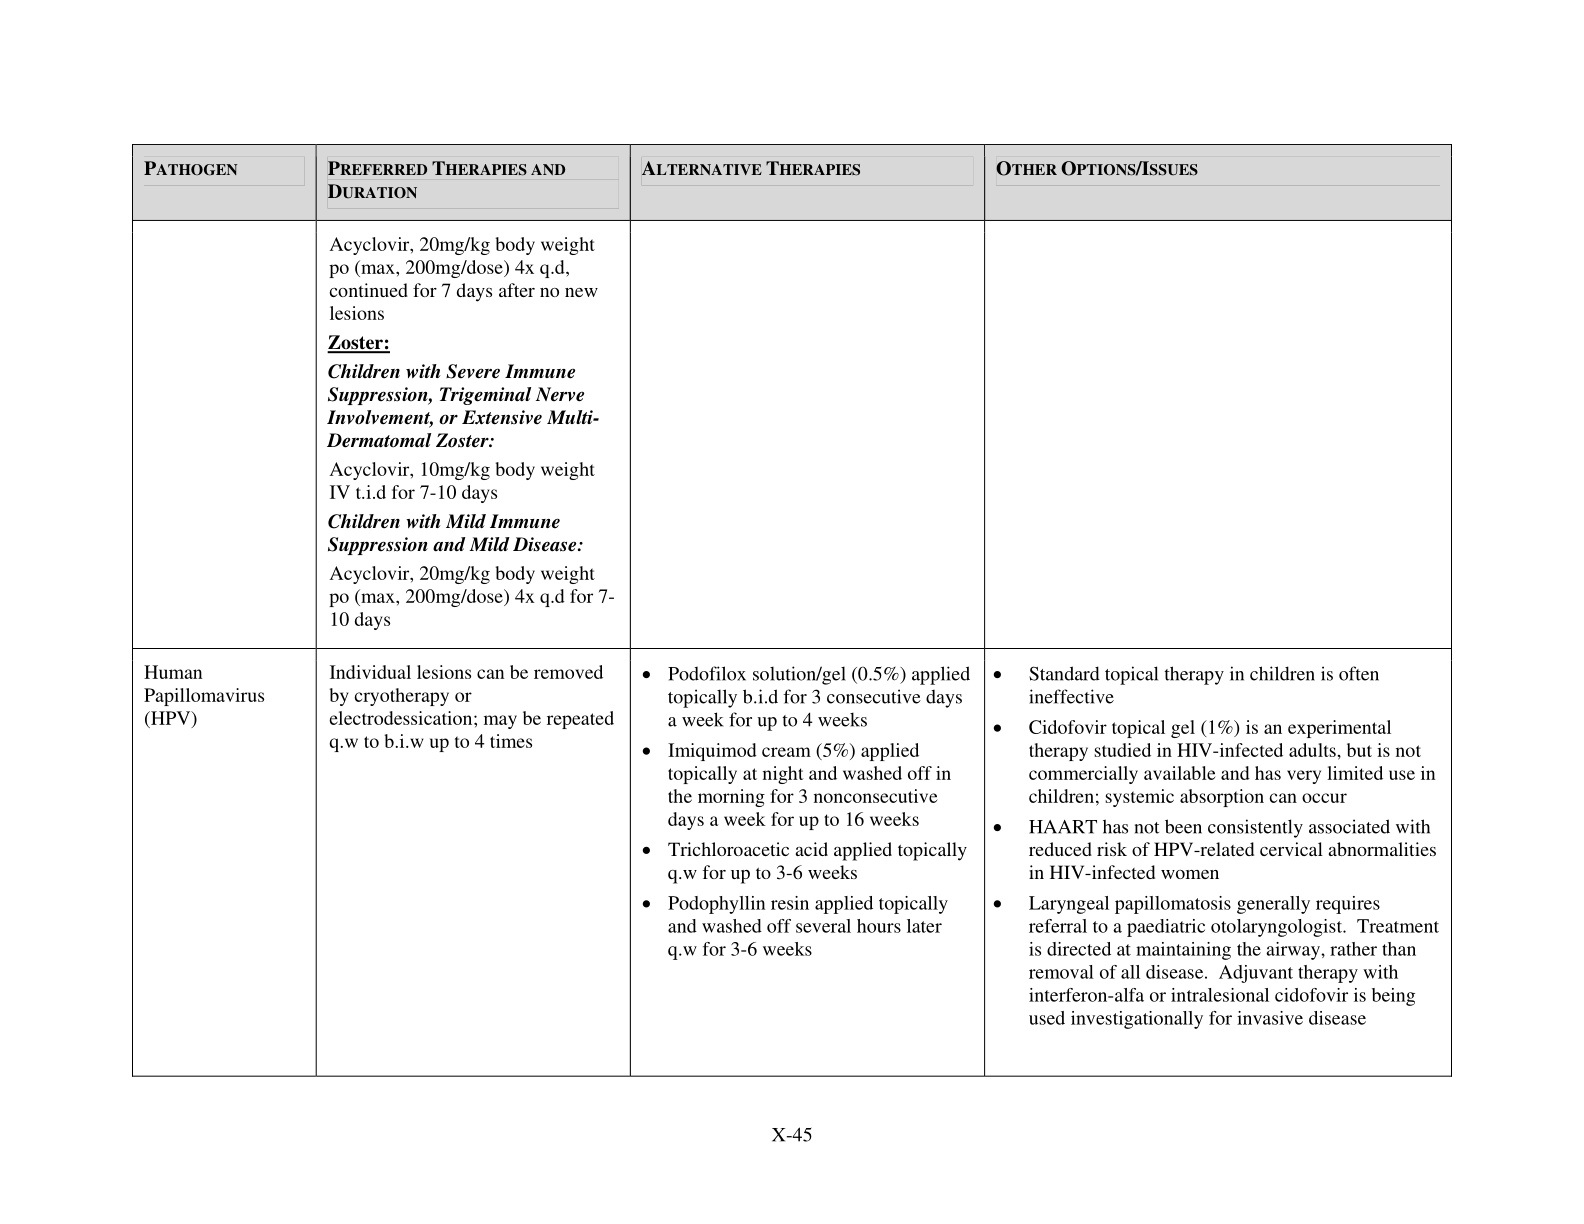 PATHOGEN
PREFERRED THERAPIES AND
DURATION
ALTERNATIVE THERAPIES
OTHER OPTIONS/ISSUES
Acyclovir, 20mg/kg body weight
po (max, 200mg/dose) 4x q.d,
continued for 7 days after no new
lesions
Zoster:
Children with Severe Immune
Suppression, Trigeminal Nerve
Involvement, or Extensive Multi-
Dermatomal Zoster:
Acyclovir, 10mg/kg body weight
IV t.i.d for 7-10 days
Children with Mild Immune
Suppression and Mild Disease:
Acyclovir, 20mg/kg body weight
po (max, 200mg/dose) 4x q.d for 7-
10 days
Human
Papillomavirus
(HPV)
Individual lesions can be removed
by cryotherapy or
electrodessication; may be repeated
q.w to b.i.w up to 4 times
• Podofilox solution/gel (0.5%) applied
topically b.i.d for 3 consecutive days
a week for up to 4 weeks
• Imiquimod cream (5%) applied
topically at night and washed off in
the morning for 3 nonconsecutive
days a week for up to 16 weeks
• Trichloroacetic acid applied topically
q.w for up to 3-6 weeks
• Podophyllin resin applied topically
and washed off several hours later
q.w for 3-6 weeks
• Standard topical therapy in children is often
ineffective
• Cidofovir topical gel (1%) is an experimental
therapy studied in HIV-infected adults, but is not
commercially available and has very limited use in
children; systemic absorption can occur
• HAART has not been consistently associated with
reduced risk of HPV-related cervical abnormalities
in HIV-infected women
• Laryngeal papillomatosis generally requires
referral to a paediatric otolaryngologist.  Treatment
is directed at maintaining the airway, rather than
removal of all disease.  Adjuvant therapy with
interferon-alfa or intralesional cidofovir is being
used investigationally for invasive disease
X-45